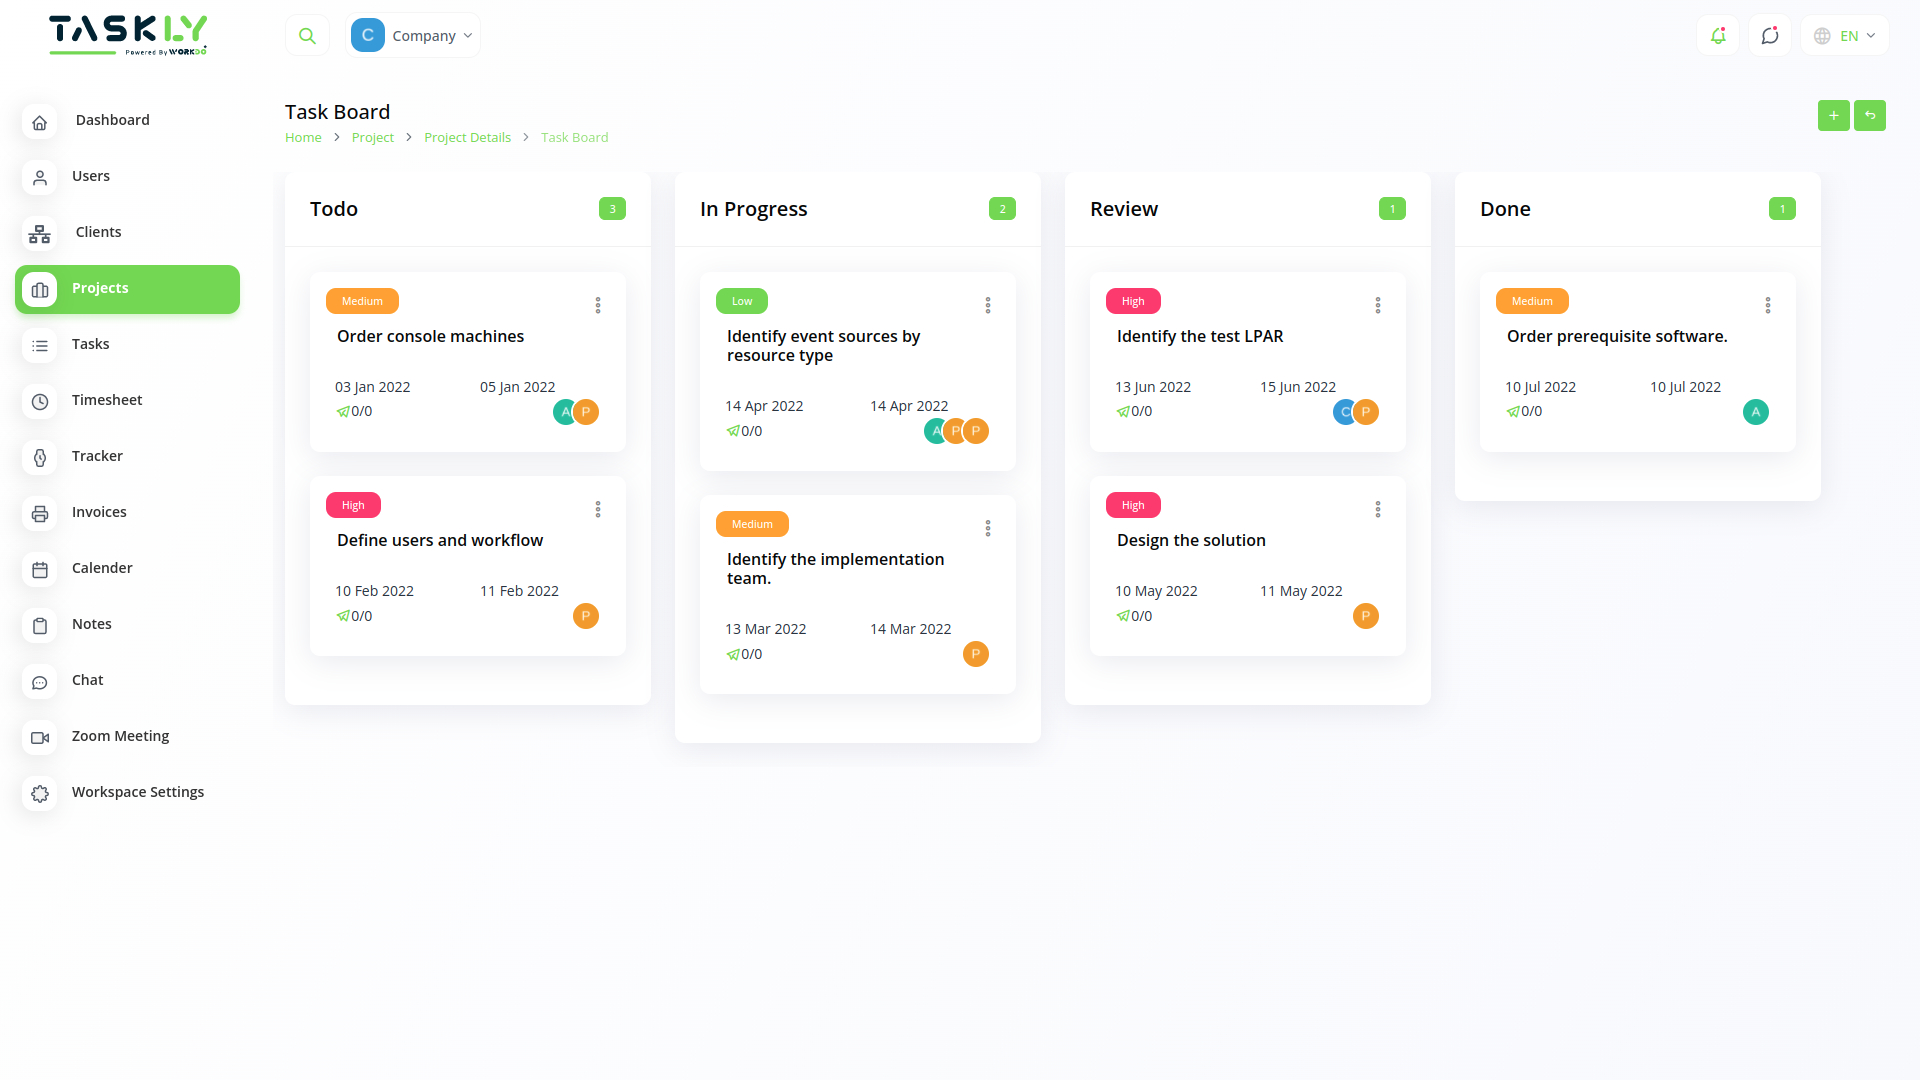 TASKLY
Powered By WORKDO
C
Company
EN
Dashboard
Users
Clients
Projects
Tasks
Timesheet
Tracker
Invoices
Calender
Notes
Chat
Zoom Meeting
Workspace Settings
Task Board
Home > Project > Project Details > Task Board
Todo
3
Medium
Order console machines
03 Jan 2022 05 Jan 2022
0/0
A P
High
Define users and workflow
10 Feb 2022 11 Feb 2022
0/0
P
In Progress
2
Low
Identify event sources by
resource type
14 Apr 2022 14 Apr 2022
0/0
A P P
Medium
Identify the implementation
team.
13 Mar 2022 14 Mar 2022
0/0
P
Review
1
High
Identify the test LPAR
13 Jun 2022 15 Jun 2022
0/0
C P
High
Design the solution
10 May 2022 11 May 2022
0/0
P
Done
1
Medium
Order prerequisite software.
10 Jul 2022 10 Jul 2022
0/0
A